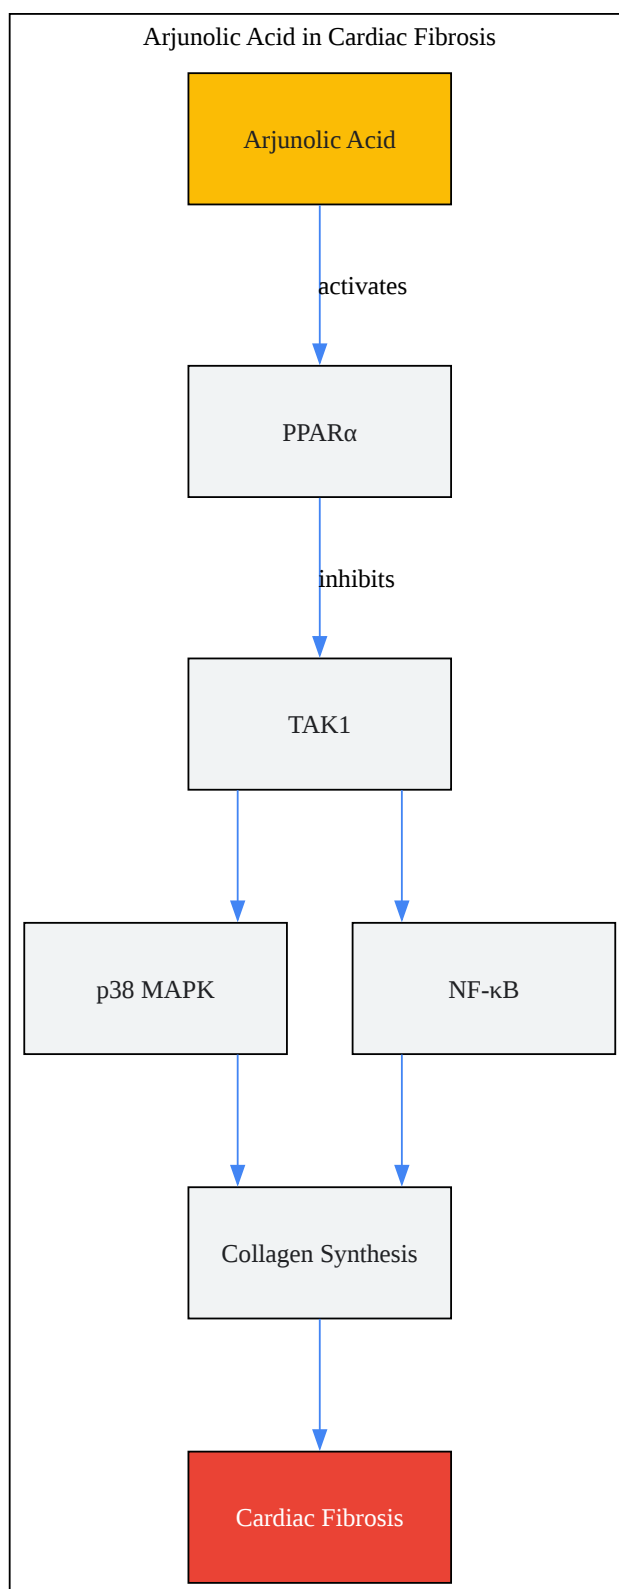 Arjunolic Acid in Cardiac Fibrosis
Arjunolic Acid
activates
PPARα
inhibits
TAK1
p38 MAPK
NF-κB
Collagen Synthesis
Cardiac Fibrosis